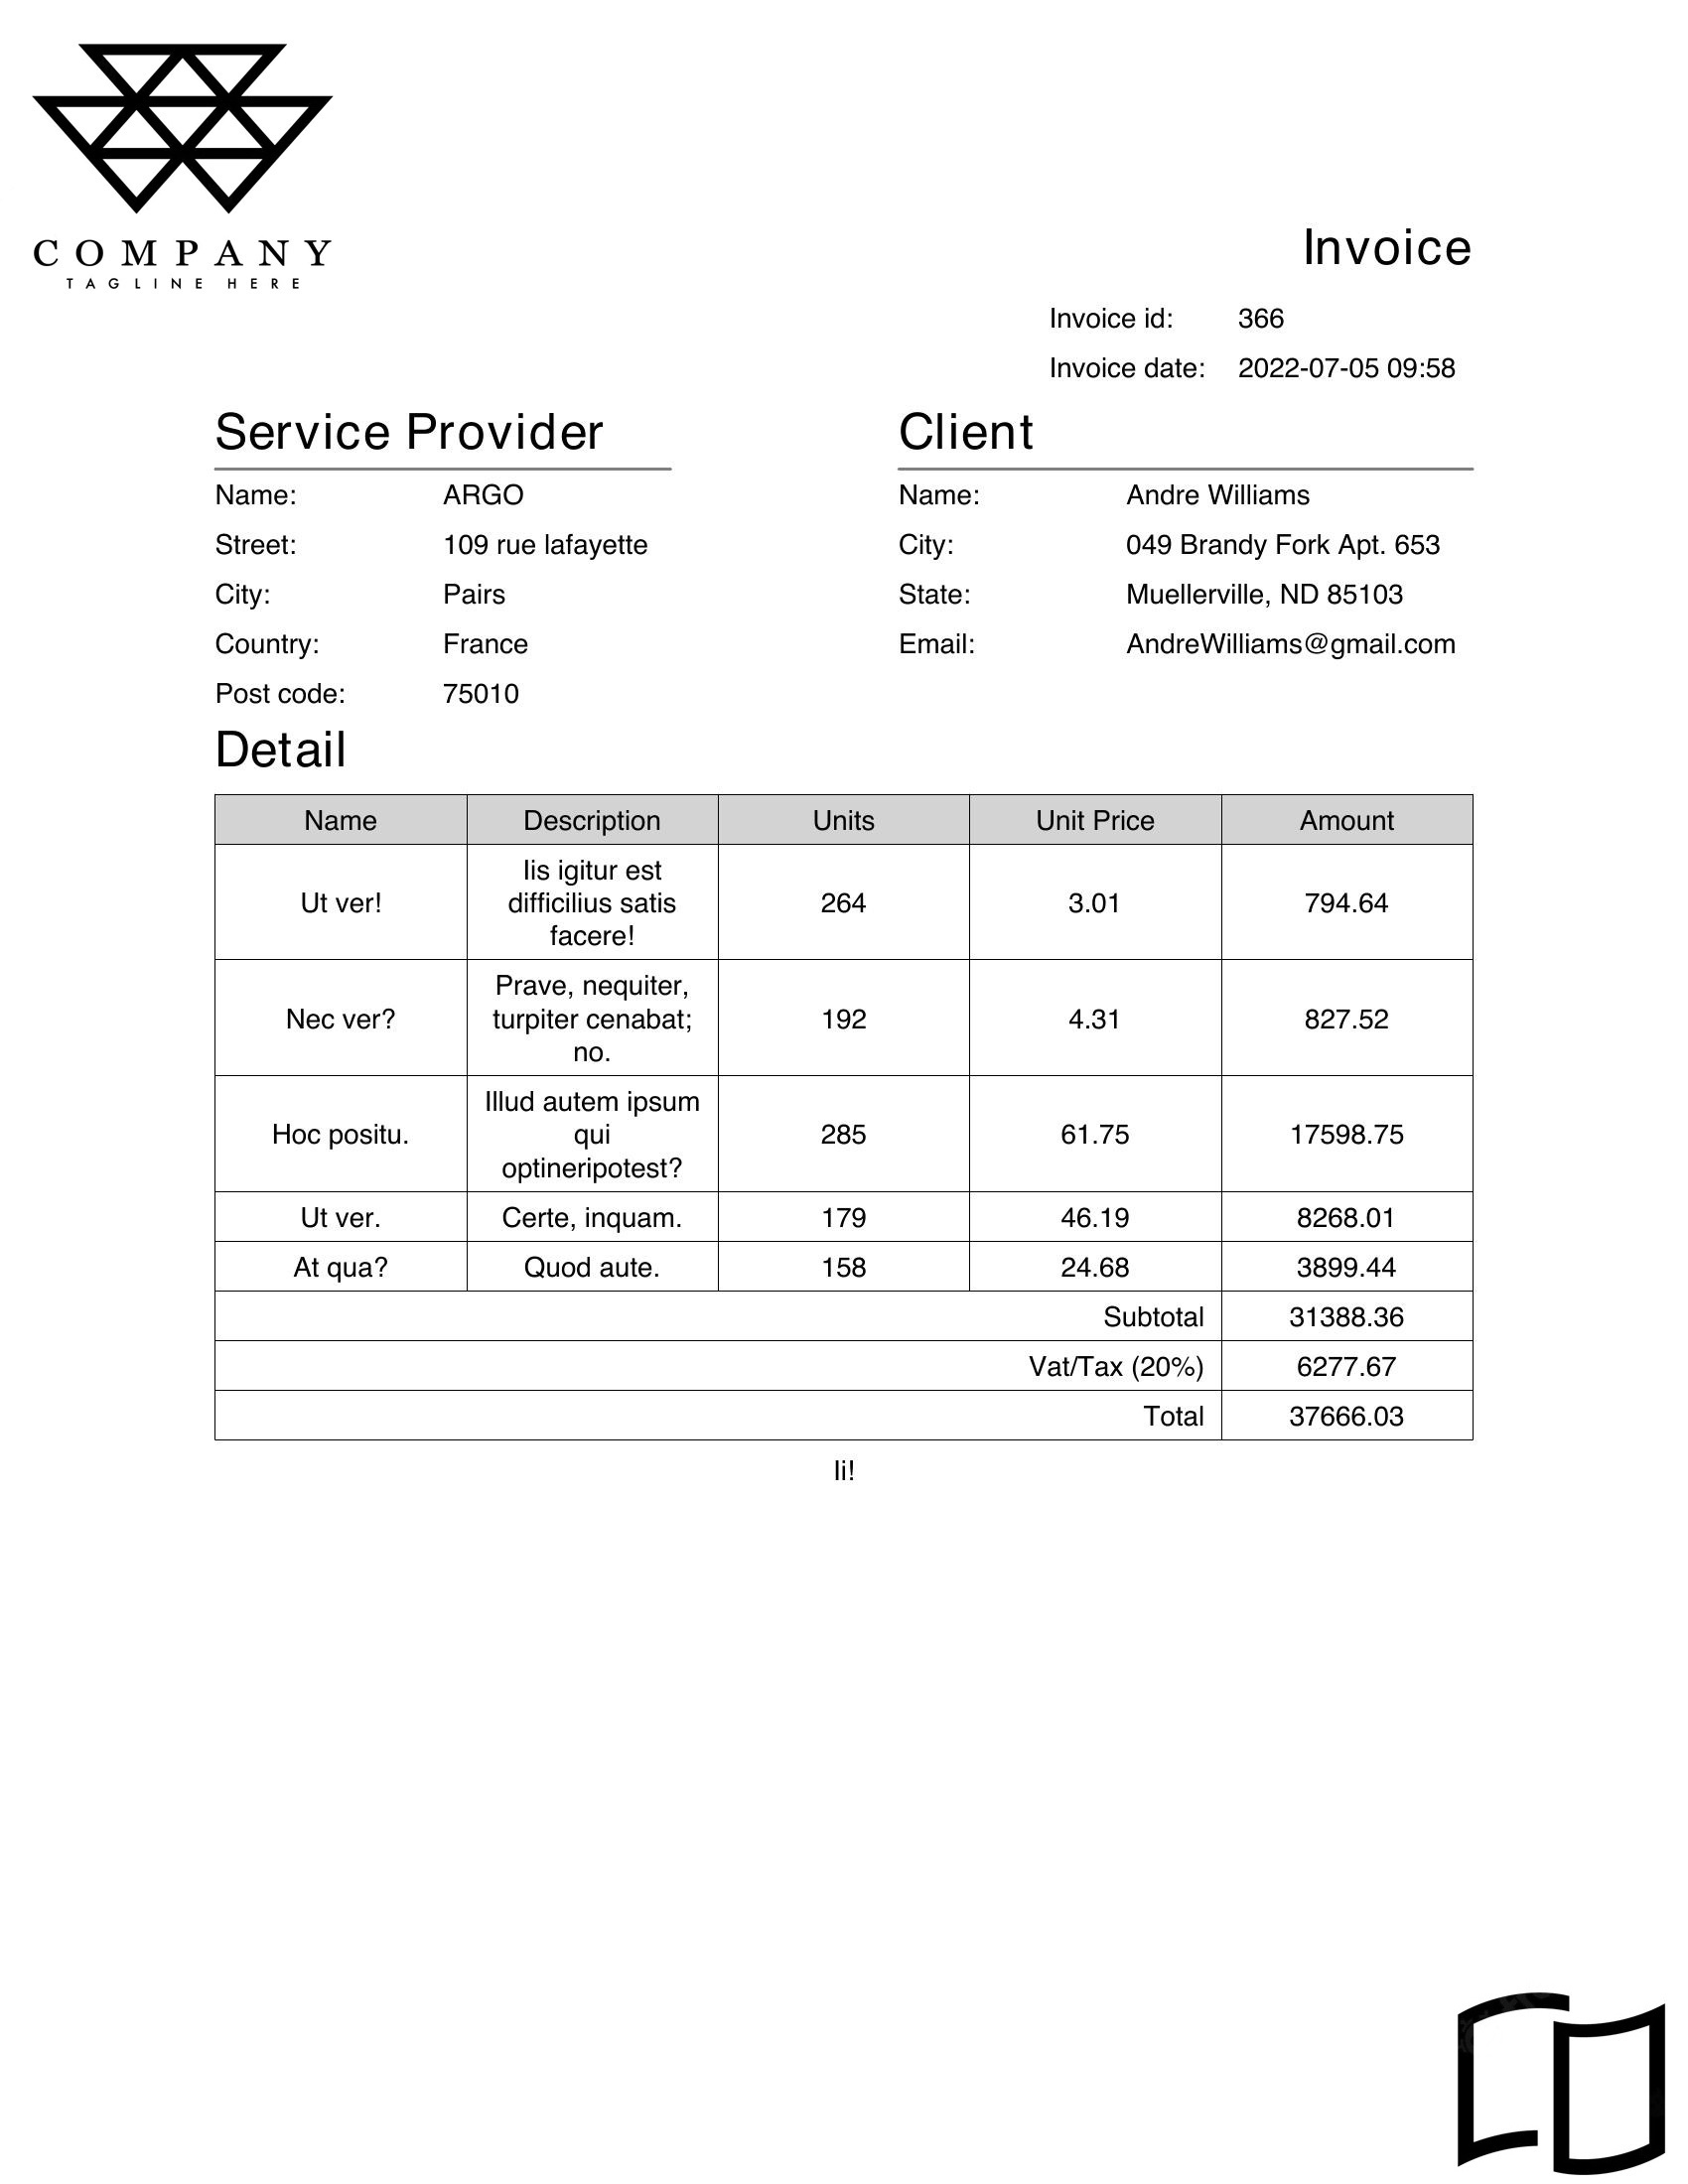 COMPANY
TAGLINE HERE
Invoice
Invoice id: 366
Invoice date: 2022-07-05 09:58
Service Provider
Name: ARGO
Street: 109 rue lafayette
City: Pairs
Country: France
Post code: 75010
Client
Name: Andre Williams
City: 049 Brandy Fork Apt. 653
State: Muellerville, ND 85103
Email: AndreWilliams@gmail.com
Detail
Name Description Units Unit Price Amount
Ut ver! Iis igitur est difficilius satis facere! 264 3.01 794.64
Nec ver? Prave, nequiter, turpiter cenabat; no. 192 4.31 827.52
Hoc positu. Illud autem ipsum qui optineripotest? 285 61.75 17598.75
Ut ver. Certe, inquam. 179 46.19 8268.01
At qua? Quod aute. 158 24.68 3899.44
Subtotal 31388.36
Vat/Tax (20%) 6277.67
Total 37666.03
Ii!